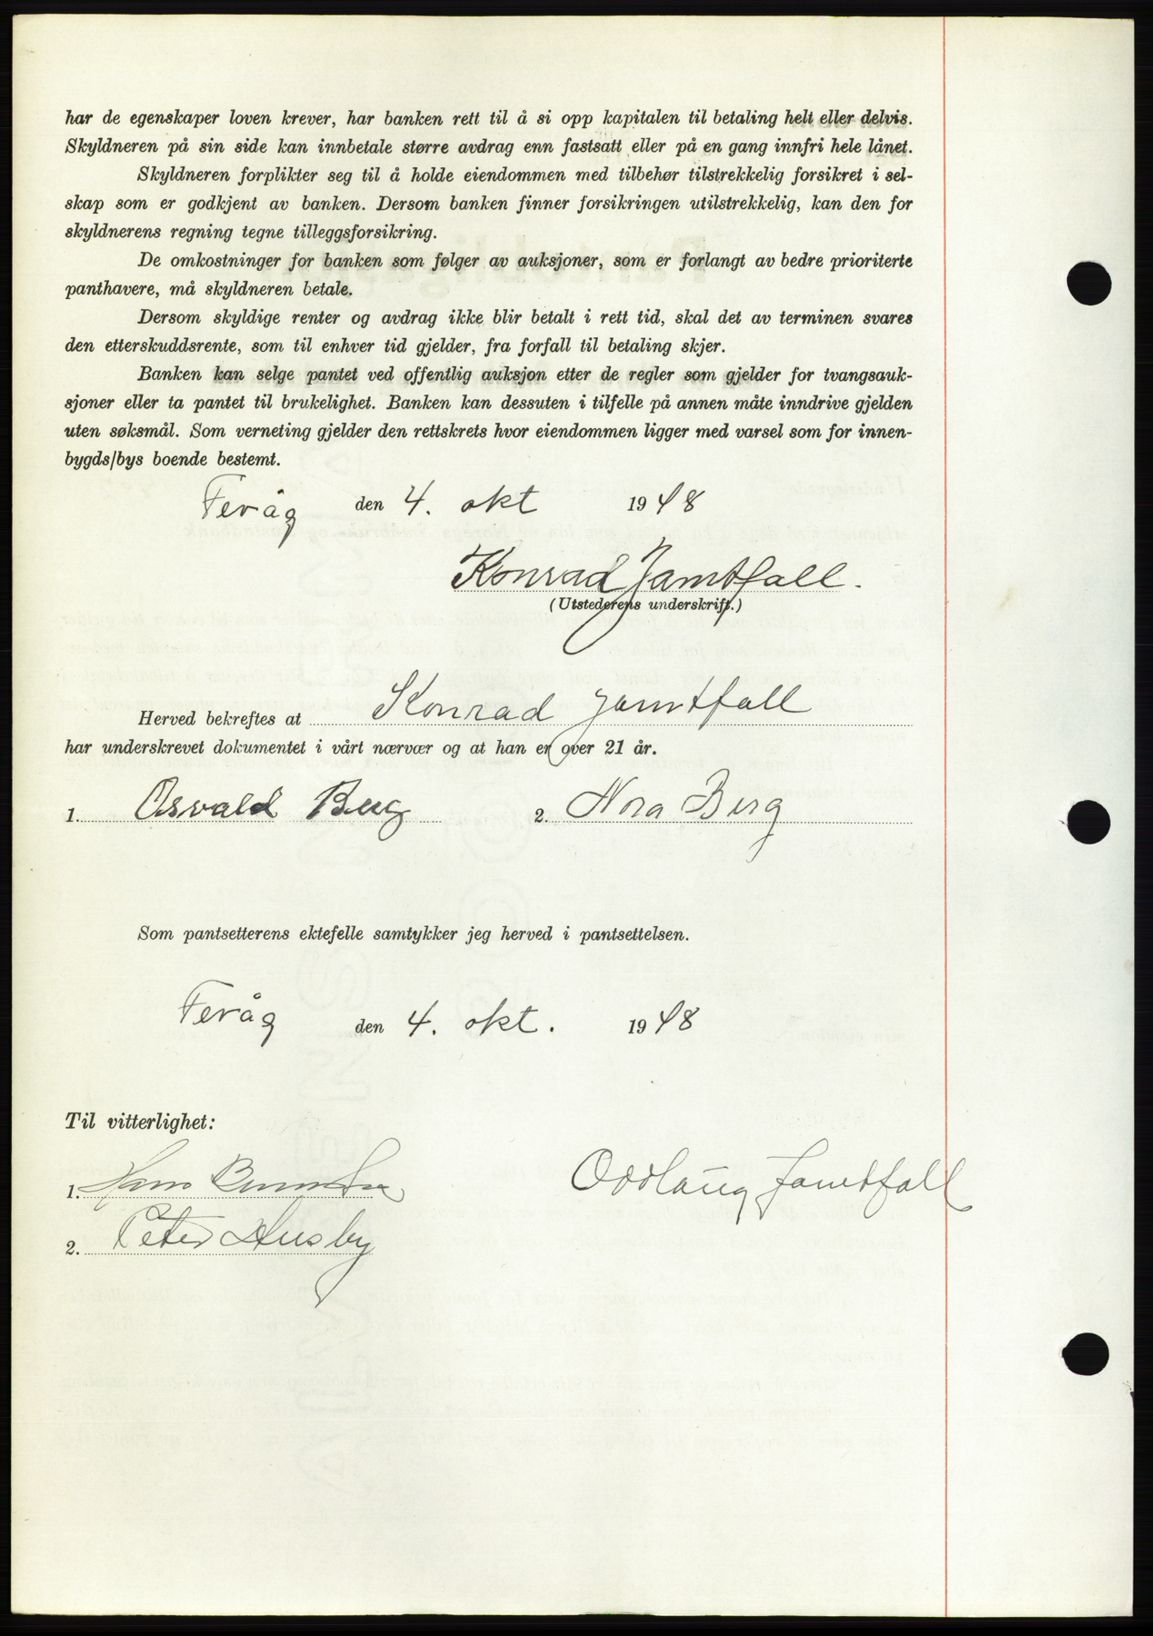 har de egenskaper loven krever, har banken rett til å si opp kapitalen til betaling helt eller delvis.
Skyldneren på sin side kan innbetale større avdrag enn fastsatt eller på en gang innfri hele lånet.
Skyldneren forplikter seg til å holde eiendommen med tilbehør tilstrekkelig forsikret i sel-
skap som er godkjent av banken. Dersom banken finner forsikringen utilstrekkelig, kan den for
skyldnerens regning tegne tilleggsforsikring.
De omkostninger for banken som følger av auksjoner, som er forlangt av bedre prioriterte
panthavere, må skyldneren betale.
Dersom skyldige renter og avdrag ikke blir betalt i rett tid, skal det av terminen svares
den etterskuddsrente, som til enhver tid gjelder, fra forfall til betaling skjer.
Banken kan selge pantet ved offentlig auksjon etter de regler som gjelder for tvangsauk-
sjoner eller ta pantet til brukelighet. Banken kan dessuten i tilfelle på annen måte inndrive gjelden
uten søksmål. Som verneting gjelder den rettskrets hvor eiendommen ligger med varsel som for innen-
bygds/bys boende bestemt.
Teråg den 4. okt 1948
Konrad Jamtfall.
(Utstederens underskrift.)
Herved bekreftes at Konrad Jamtfall
har underskrevet dokumentet i vårt nærvær og at han er over 21 år.
1. Osvald Berg 2. Nora Berg
Som pantsetterens ektefelle samtykker jeg herved i pantsettelsen.
Teråg den 4. okt. 1948
Til vitterlighet:
1. Hans Oddlaug Jamtfall
2. Peter Husby